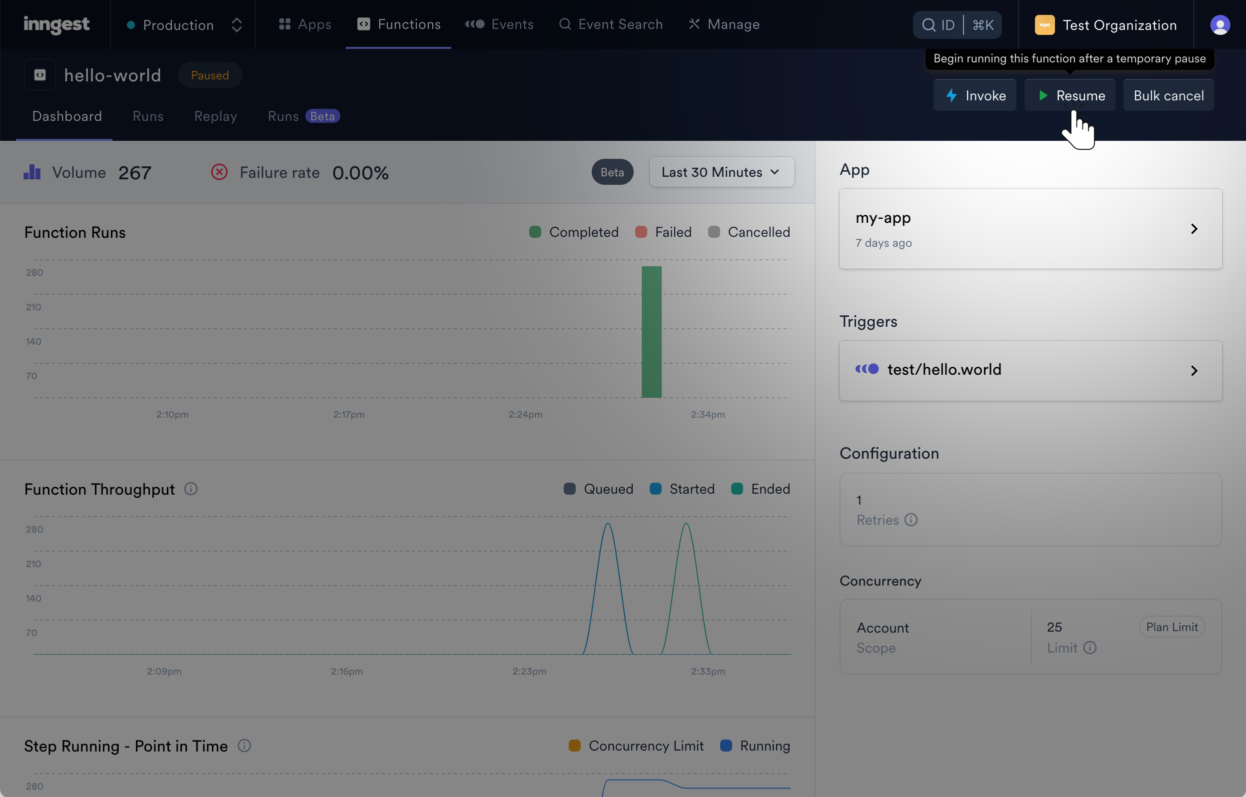 inngest Production Apps Functions Events Event Search Manage ID ⌘K Test Organization
Begin running this function after a temporary pause
hello-world Paused
Invoke Resume Bulk cancel
Dashboard Runs Replay Runs Beta
Volume 267 Failure rate 0.00% Beta Last 30 Minutes
Function Runs Completed Failed Cancelled
280
210
140
70
2:10pm 2:17pm 2:24pm 2:34pm
Function Throughput Queued Started Ended
280
210
140
70
2:09pm 2:16pm 2:23pm 2:33pm
Step Running - Point in Time Concurrency Limit Running
280
App
my-app
7 days ago
Triggers
test/hello.world
Configuration
1
Retries
Concurrency
Account 25 Plan Limit
Scope Limit